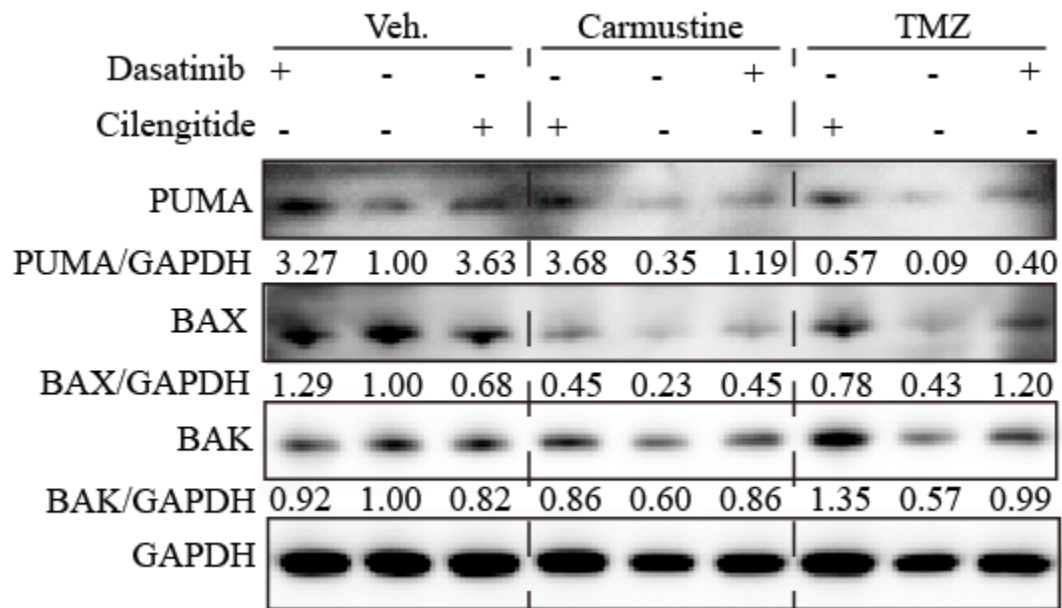 Veh. Carmustine TMZ
Dasatinib + - - - - + - - +
Cilengitide - - + + - - + - -
PUMA
PUMA/GAPDH 3.27 1.00 3.63 3.68 0.35 1.19 0.57 0.09 0.40
BAX
BAX/GAPDH 1.29 1.00 0.68 0.45 0.23 0.45 0.78 0.43 1.20
BAK
BAK/GAPDH 0.92 1.00 0.82 0.86 0.60 0.86 1.35 0.57 0.99
GAPDH